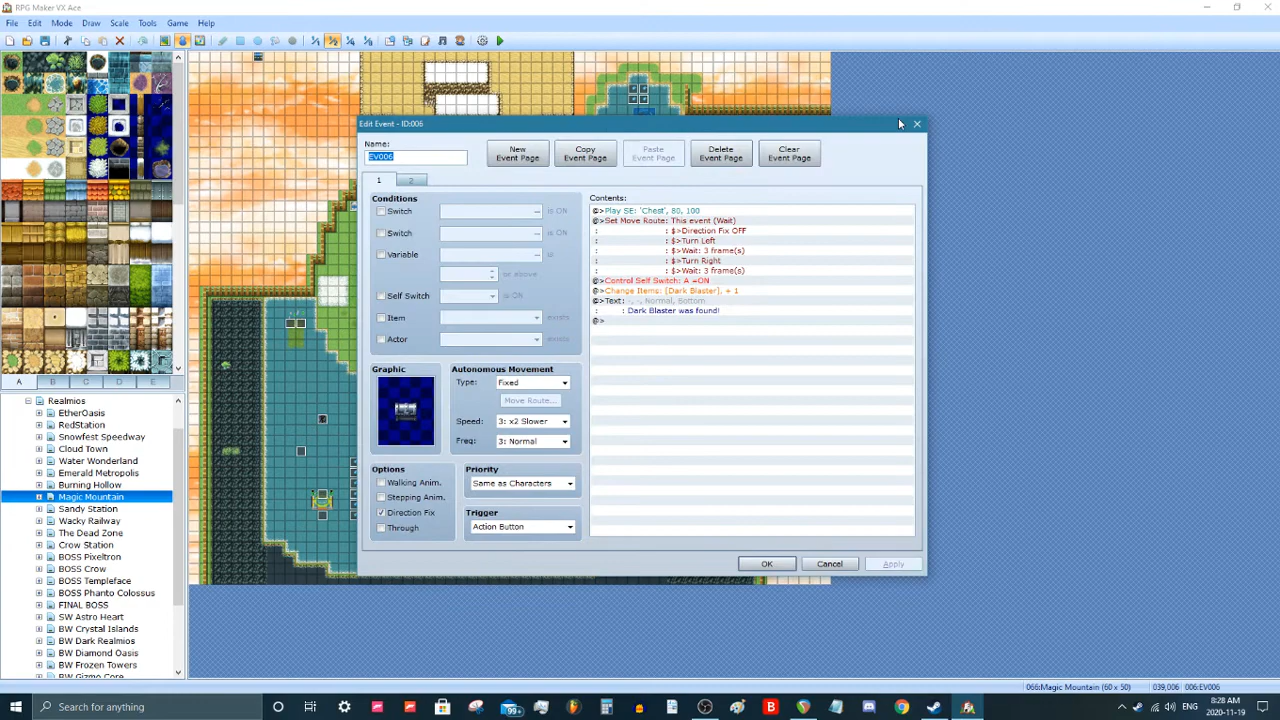 RPG Maker VX Ace
File Edit Mode Draw Scale Tools Game Help
Edit Event - ID:006
Name:
EV006
New Event Page
Copy Event Page
Paste Event Page
Delete Event Page
Clear Event Page
1 2
Conditions
Switch ... is ON
Switch ... is ON
Variable ... is
or above
Self Switch is ON
Item exists
Actor exists
Graphic
Autonomous Movement
Type: Fixed
Move Route...
Speed: 3: x2 Slower
Freq: 3: Normal
Options
Walking Anim.
Stepping Anim.
Direction Fix
Through
Priority
Same as Characters
Trigger
Action Button
Contents:
@>Play SE: 'Chest', 80, 100
@>Set Move Route: This event (Wait)
: : $>Direction Fix OFF
: : $>Turn Left
: : $>Wait: 3 frame(s)
: : $>Turn Right
: : $>Wait: 3 frame(s)
@>Control Self Switch: A =ON
@>Change Items: [Dark Blaster], + 1
@>Text: -, -, Normal, Bottom
: : Dark Blaster was found!
@>
OK Cancel Apply
A B C D E
Realmios
EtherOasis
RedStation
Snowfest Speedway
Cloud Town
Water Wonderland
Emerald Metropolis
Burning Hollow
Magic Mountain
Sandy Station
Wacky Railway
The Dead Zone
Crow Station
BOSS Pixeltron
BOSS Crow
BOSS Templeface
BOSS Phanto Colossus
FINAL BOSS
SW Astro Heart
BW Crystal Islands
BW Dark Realmios
BW Diamond Oasis
BW Frozen Towers
BW Gizmo Core
066:Magic Mountain (60 x 50) 039,006 006:EV006
Type here to search
99+
8:28 AM
2020-11-19